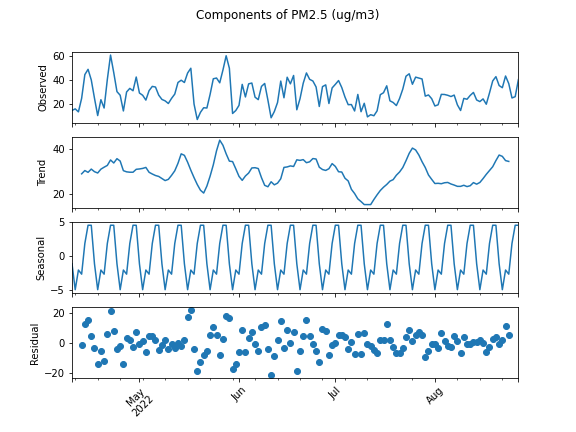 Components of PM2.5 (ug/m3)
60
40
20
Observed
40
20
Trend
5
0
−5
Seasonal
20
0
−20
Residual
May
2022
Jun
Jul
Aug